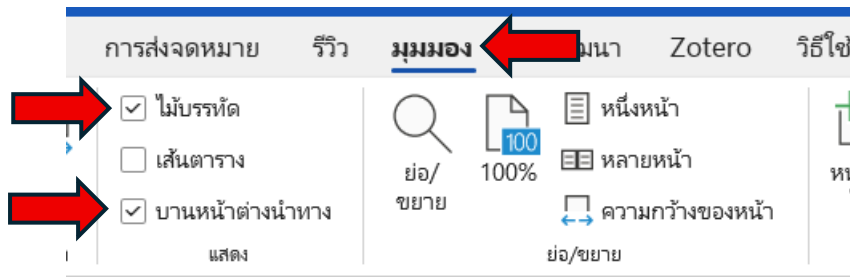 การส่งจดหมาย รีวิว มุมมอง Zotero วิธีใช้
ไม้บรรทัด
เส้นตาราง
บานหน้าต่างนำทาง
แสดง
ย่อ/
ขยาย
100
100%
หนึ่งหน้า
หลายหน้า
ความกว้างของหน้า
ย่อ/ขยาย